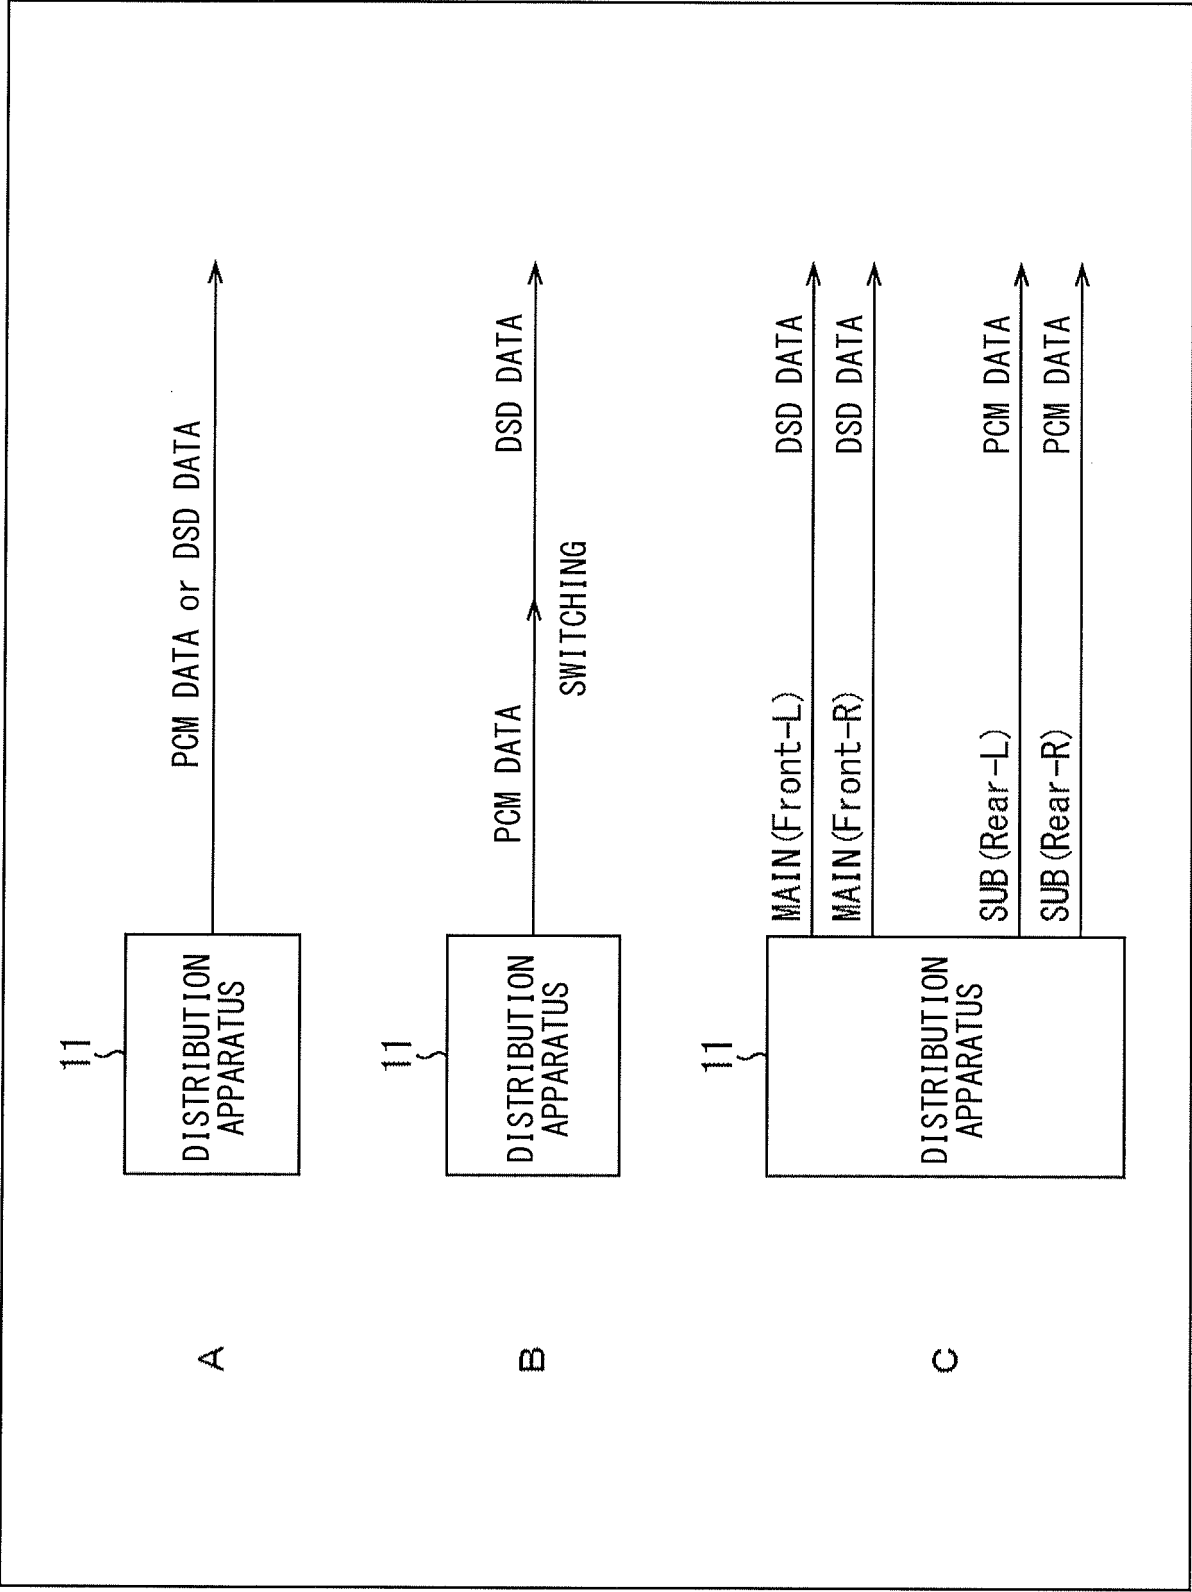 A
11
DISTRIBUTION
APPARATUS
PCM DATA or DSD DATA
B
11
DISTRIBUTION
APPARATUS
PCM DATA
SWITCHING
DSD DATA
C
11
DISTRIBUTION
APPARATUS
MAIN(Front-L)
DSD DATA
MAIN(Front-R)
DSD DATA
SUB(Rear-L)
PCM DATA
SUB(Rear-R)
PCM DATA